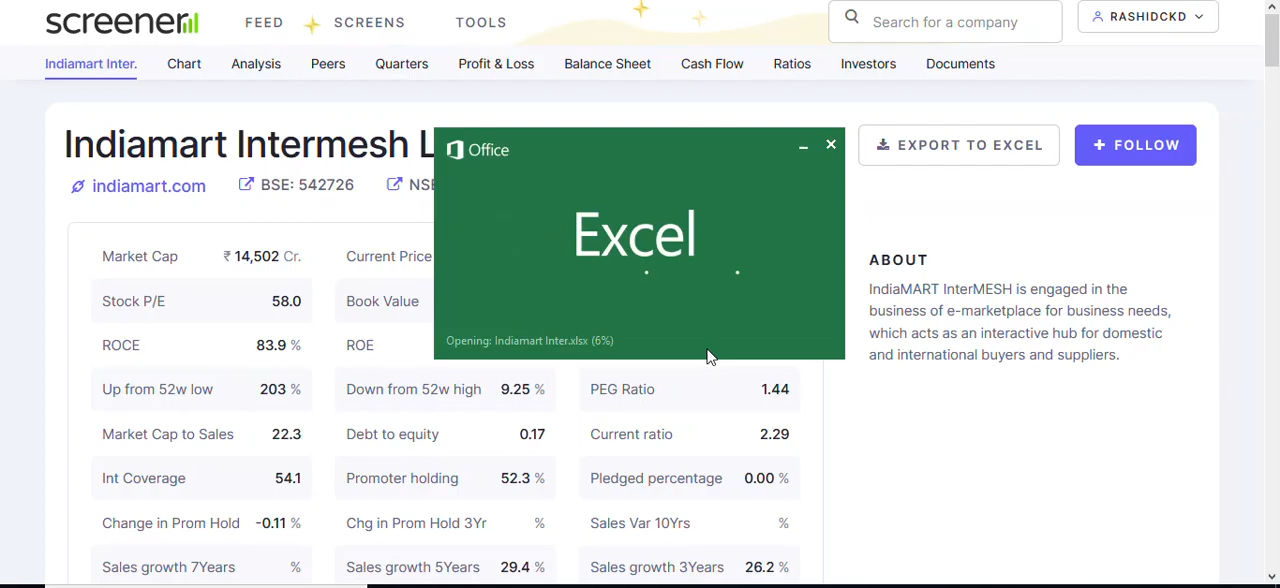 screener FEED SCREENS TOOLS Search for a company RASHIDCKD
Indiamart Inter. Chart Analysis Peers Quarters Profit & Loss Balance Sheet Cash Flow Ratios Investors Documents
Indiamart Intermesh L
EXPORT TO EXCEL + FOLLOW
indiamart.com BSE: 542726 NSE
Office
Excel
Opening: Indiamart Inter.xlsx (6%)
Market Cap ₹ 14,502 Cr. Current Price
Stock P/E 58.0 Book Value
ROCE 83.9 % ROE
Up from 52w low 203 % Down from 52w high 9.25 % PEG Ratio 1.44
Market Cap to Sales 22.3 Debt to equity 0.17 Current ratio 2.29
Int Coverage 54.1 Promoter holding 52.3 % Pledged percentage 0.00 %
Change in Prom Hold -0.11 % Chg in Prom Hold 3Yr % Sales Var 10Yrs %
Sales growth 7Years % Sales growth 5Years 29.4 % Sales growth 3Years 26.2 %
ABOUT
IndiaMART InterMESH is engaged in the
business of e-marketplace for business needs,
which acts as an interactive hub for domestic
and international buyers and suppliers.